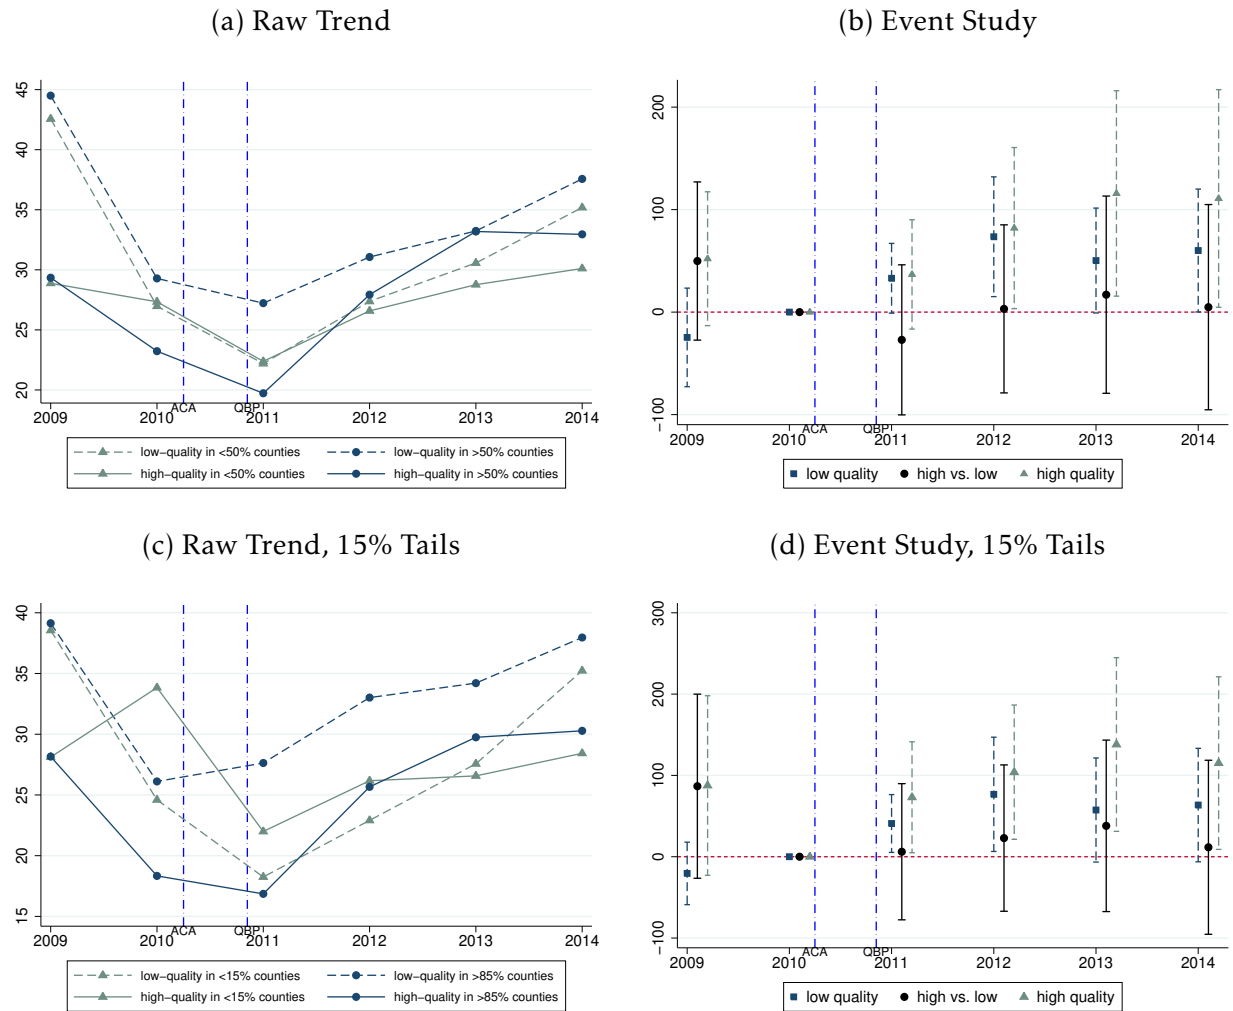 (a) Raw Trend
45
40
35
30
25
20
2009
2010
ACA
QBP
2011
2012
2013
2014
low−quality in <50% counties
low−quality in >50% counties
high−quality in <50% counties
high−quality in >50% counties
(b) Event Study
200
100
0
−100
2009
2010
ACA
QBP
2011
2012
2013
2014
low quality
high vs. low
high quality
(c) Raw Trend, 15% Tails
40
35
30
25
20
15
2009
2010
ACA
QBP
2011
2012
2013
2014
low−quality in <15% counties
low−quality in >85% counties
high−quality in <15% counties
high−quality in >85% counties
(d) Event Study, 15% Tails
300
200
100
0
−100
2009
2010
ACA
QBP
2011
2012
2013
2014
low quality
high vs. low
high quality